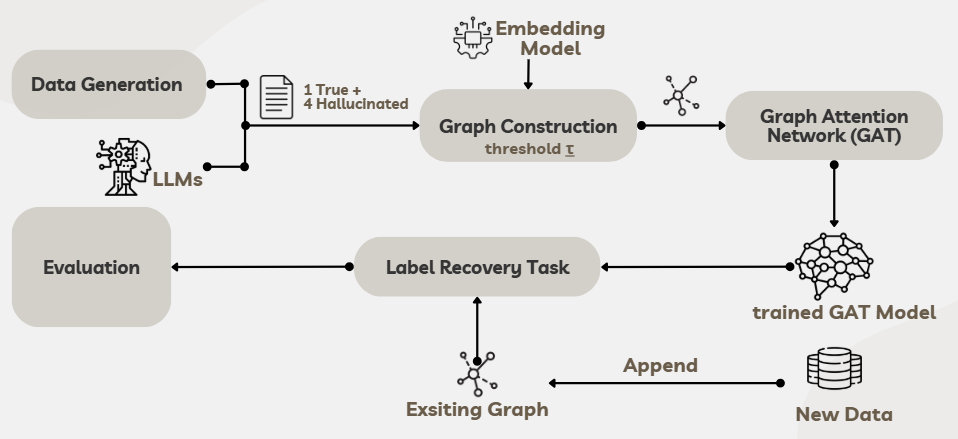 Embedding
Model
Data Generation
1 True +
4 Hallucinated
Graph Construction
threshold τ
Graph Attention
Network (GAT)
LLMs
Evaluation
Label Recovery Task
trained GAT Model
Append
Exsiting Graph
New Data